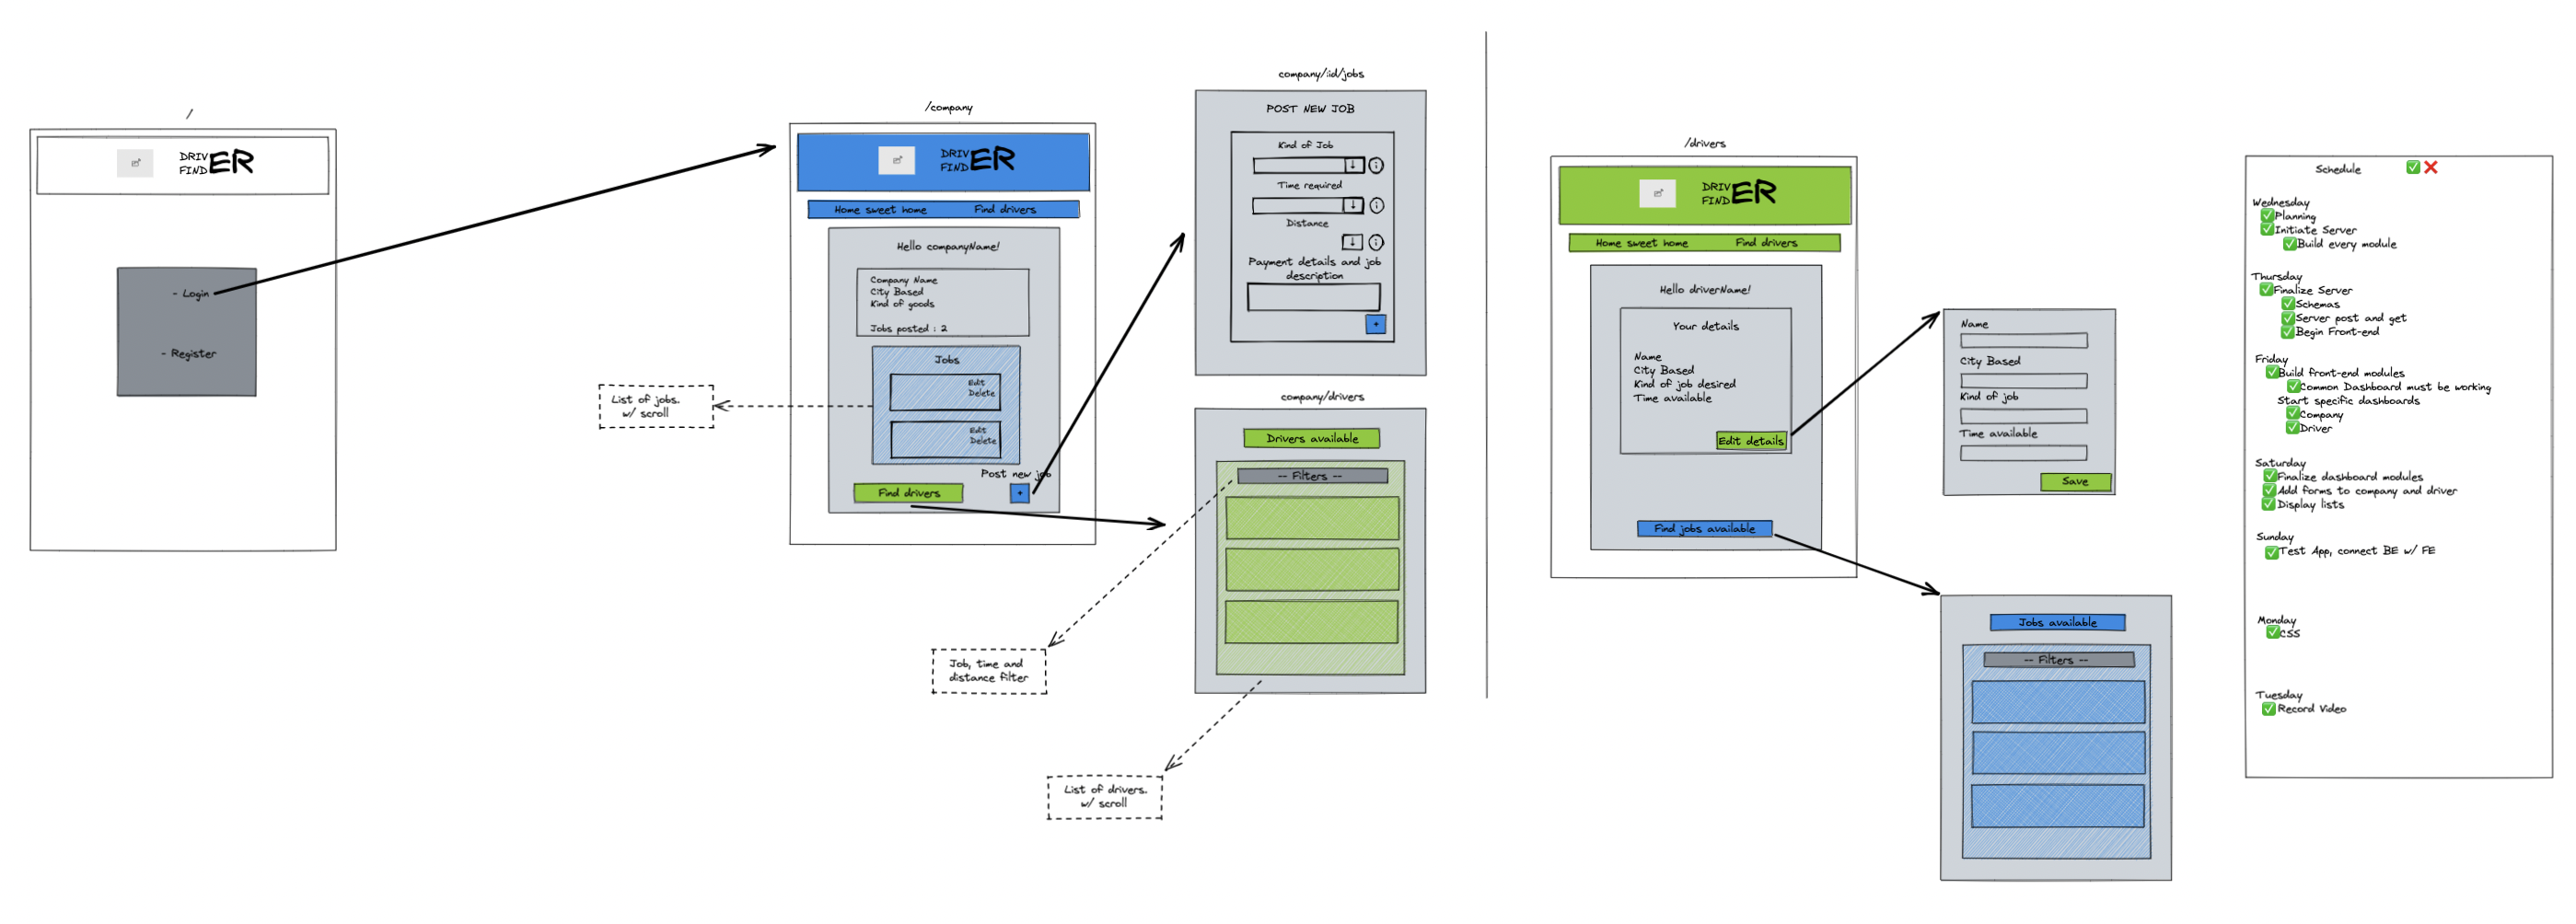 /
DRIV
FINDER
- Login
- Register
/company
DRIV
FINDER
Home sweet home Find drivers
Hello companyName!
Company Name
City Based
Kind of goods
Jobs posted : 2
Jobs
Edit
Delete
Edit
Delete
Post new job
Find drivers +
List of jobs.
w/ scroll
company/:id/jobs
POST NEW JOB
Kind of Job
↓ i
Time required
↓ i
Distance
↓ i
Payment details and job
description
+
company/drivers
Drivers available
-- Filters --
Job, time and
distance filter
List of drivers.
w/ scroll
/drivers
DRIV
FINDER
Home sweet home Find drivers
Hello driverName!
Your details
Name
City Based
Kind of job desired
Time available
Edit details
Find jobs available
Name
City Based
Kind of job
Time available
Save
Jobs available
-- Filters --
Schedule ✅ ❌
Wednesday
✅Planning
✅Initiate Server
✅Build every module
Thursday
✅Finalize Server
✅Schemas
✅Server post and get
✅Begin Front-end
Friday
✅Build front-end modules
✅Common Dashboard must be working
Start specific dashboards
✅Company
✅Driver
Saturday
✅Finalize dashboard modules
✅Add forms to company and driver
✅Display lists
Sunday
✅Test App, connect BE w/ FE
Monday
✅CSS
Tuesday
✅Record Video